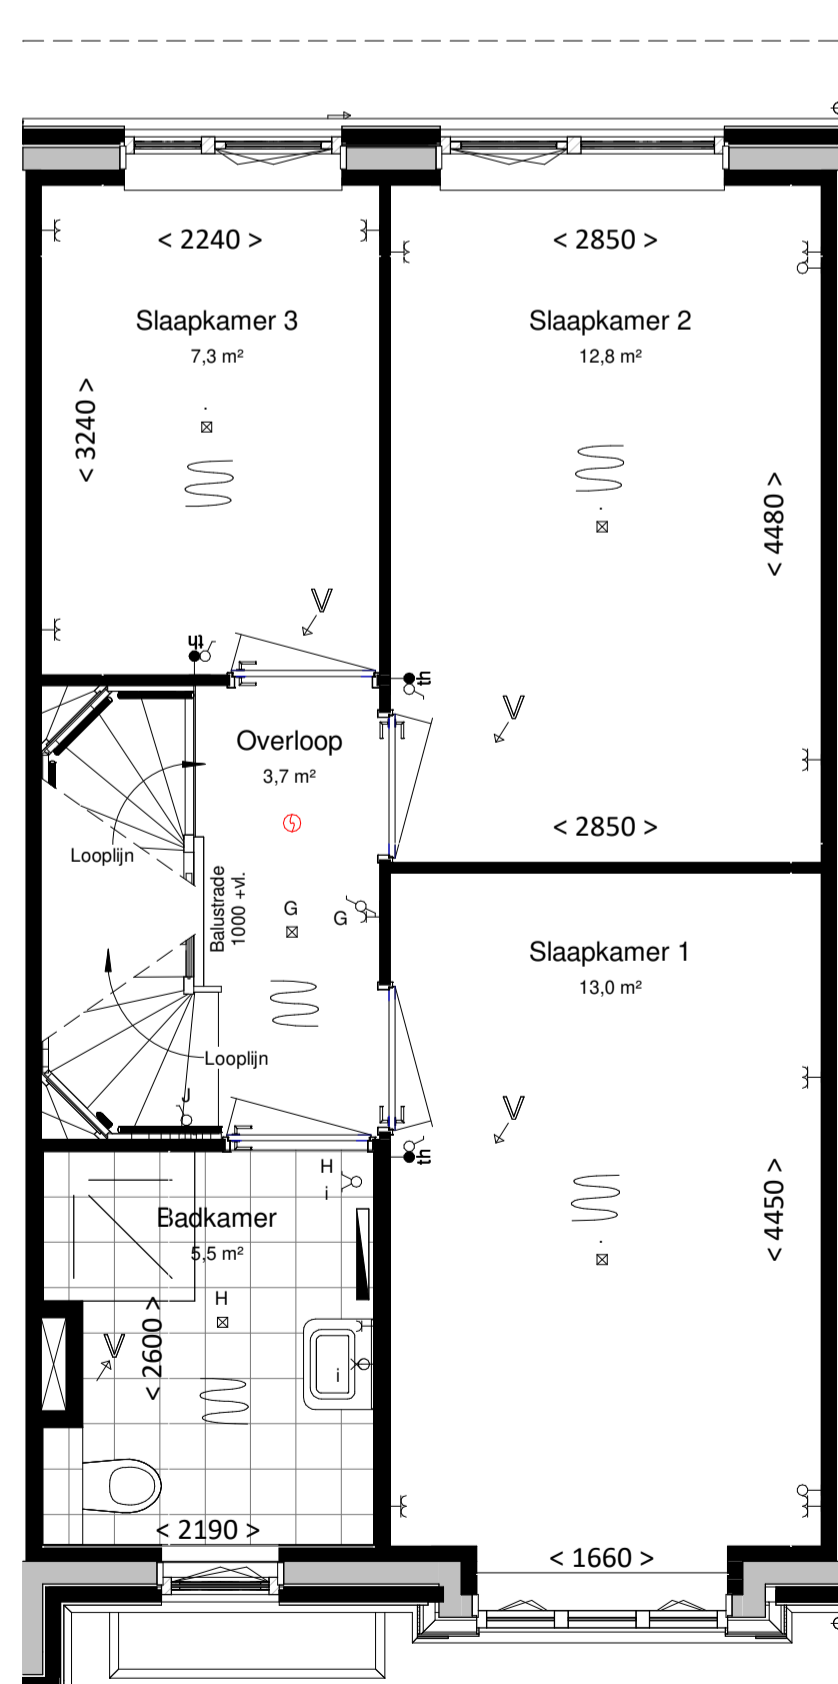 < 2240 >
< 2850 >
Slaapkamer 3
7,3 m²
Slaapkamer 2
12,8 m²
< 3240 >
< 4480 >
V
th
th
V
Overloop
3,7 m²
< 2850 >
Looplijn
Balustrade
1000 +vl.
G
G
Slaapkamer 1
13,0 m²
Looplijn
J
V
th
H
i
Badkamer
5,5 m²
< 4450 >
H
V
< 2600 >
i
< 2190 >
< 1660 >